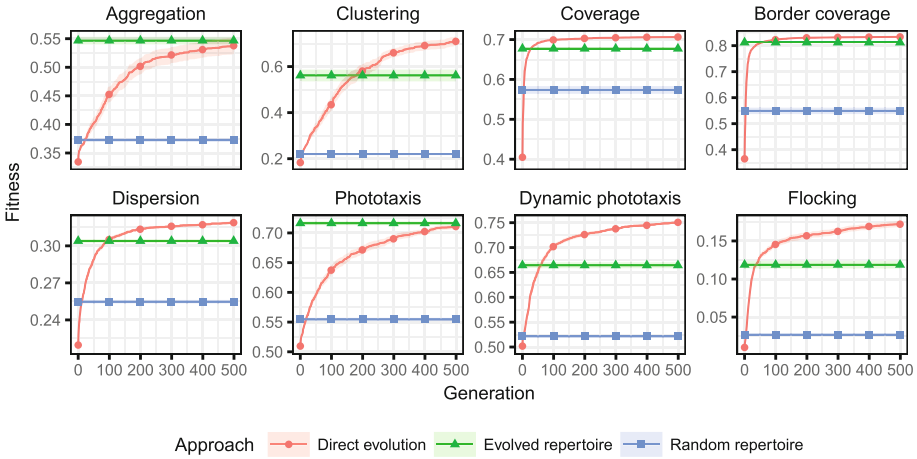 Aggregation Clustering Coverage Border coverage
0.55 0.50 0.45 0.40 0.35
0.6 0.4 0.2
0.7 0.6 0.5 0.4
0.8 0.7 0.6 0.5 0.4
Fitness
Dispersion Phototaxis Dynamic phototaxis Flocking
0.30 0.27 0.24
0.70 0.65 0.60 0.55 0.50
0.75 0.70 0.65 0.60 0.55 0.50
0.15 0.10 0.05
0 100 200 300 400 500 0 100 200 300 400 500 0 100 200 300 400 500 0 100 200 300 400 500
Generation
Approach Direct evolution Evolved repertoire Random repertoire